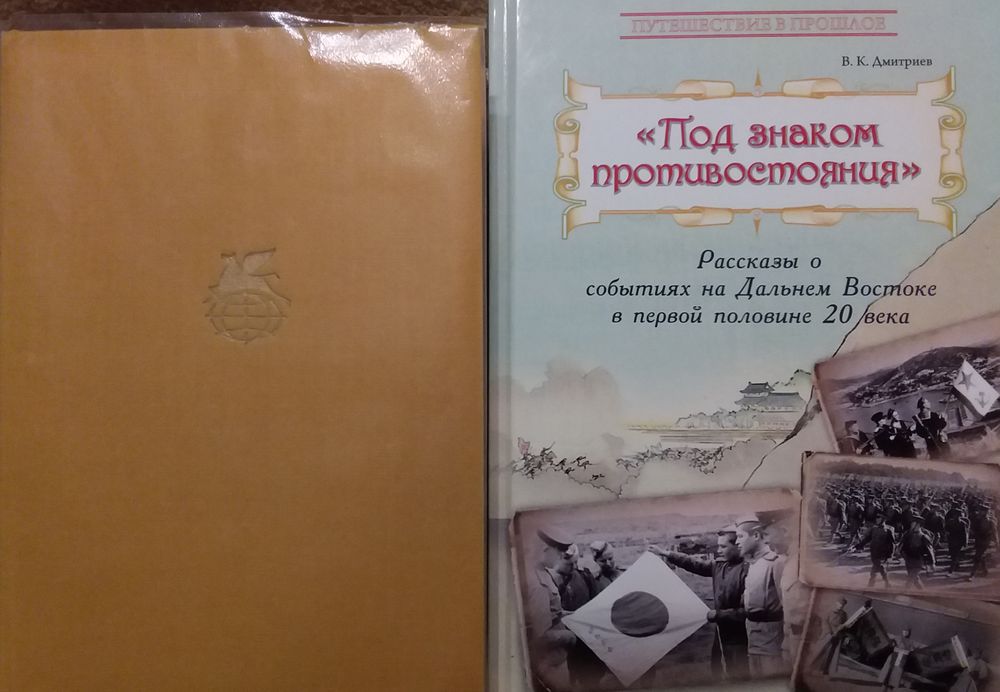 ПУТЕШЕСТВИЕ В ПРОШЛОЕ
В. К. Дмитриев
«Под знаком
противостояния»
Рассказы о
событиях на Дальнем Востоке
в первой половине 20 века